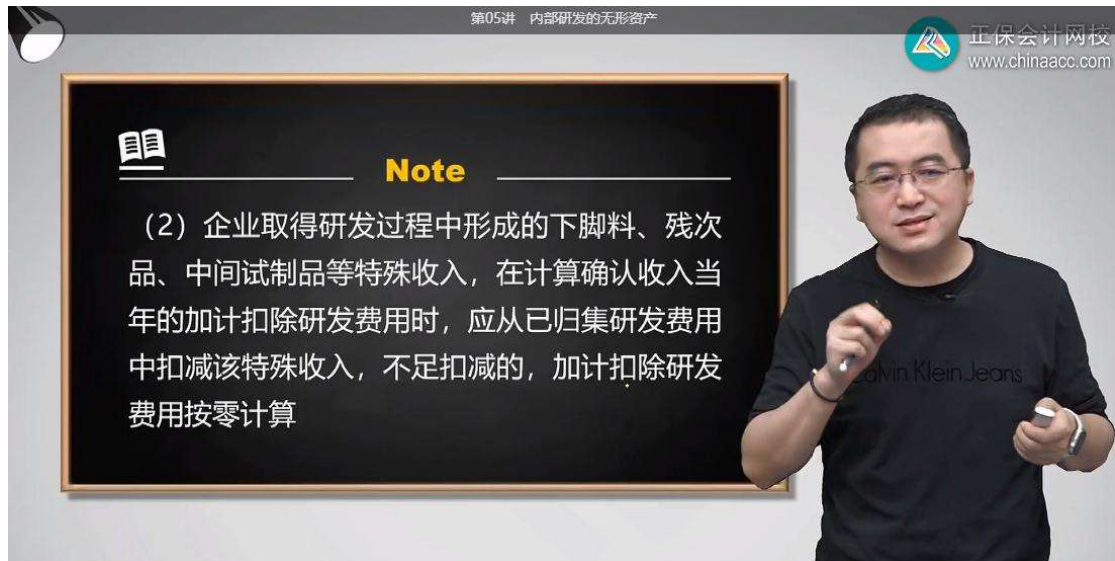 第05讲 内部研发的无形资产
正保会计网校
www.chinaacc.com
Note
（2）企业取得研发过程中形成的下脚料、残次
品、中间试制品等特殊收入，在计算确认收入当
年的加计扣除研发费用时，应从已归集研发费用
中扣减该特殊收入，不足扣减的，加计扣除研发
费用按零计算
alvin Klein Jeans